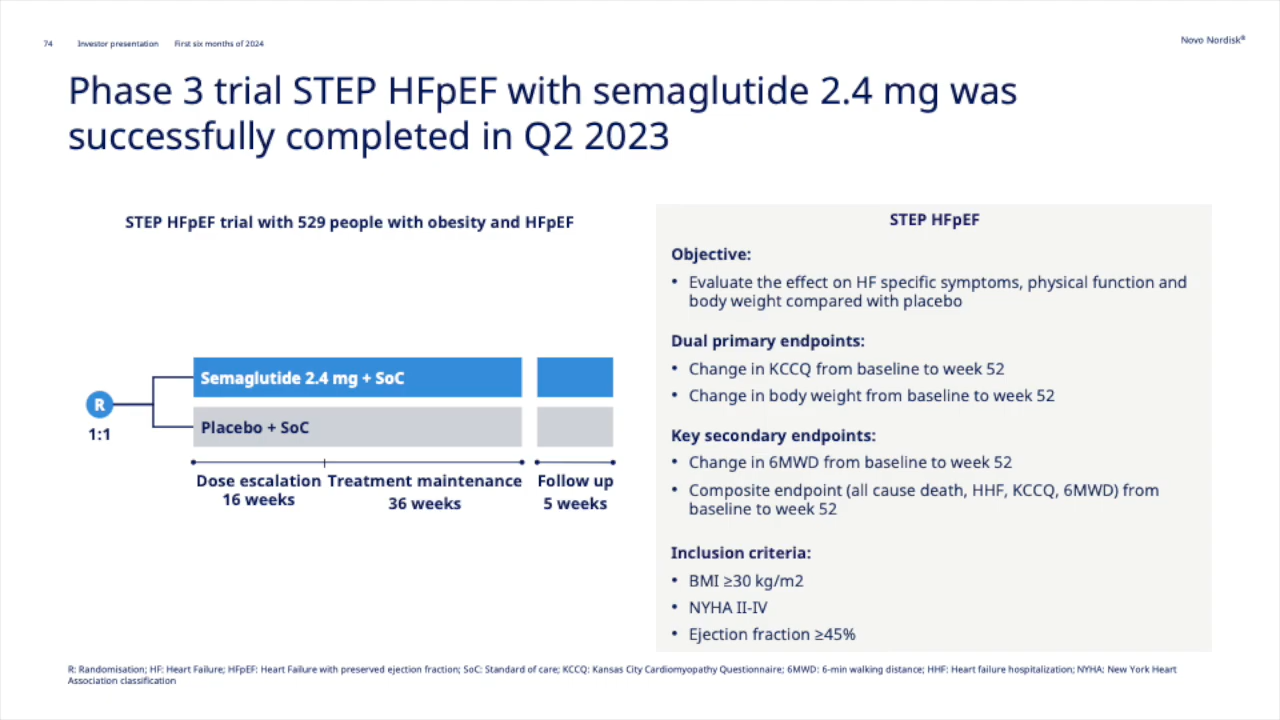 74 Investor presentation First six months of 2024
Novo Nordisk®
Phase 3 trial STEP HFpEF with semaglutide 2.4 mg was
successfully completed in Q2 2023
STEP HFpEF trial with 529 people with obesity and HFpEF
R
1:1
Semaglutide 2.4 mg + SoC
Placebo + SoC
Dose escalation
16 weeks
Treatment maintenance
36 weeks
Follow up
5 weeks
STEP HFpEF
Objective:
• Evaluate the effect on HF specific symptoms, physical function and
body weight compared with placebo
Dual primary endpoints:
• Change in KCCQ from baseline to week 52
• Change in body weight from baseline to week 52
Key secondary endpoints:
• Change in 6MWD from baseline to week 52
• Composite endpoint (all cause death, HHF, KCCQ, 6MWD) from
baseline to week 52
Inclusion criteria:
• BMI ≥30 kg/m2
• NYHA II-IV
• Ejection fraction ≥45%
R: Randomisation; HF: Heart Failure; HFpEF: Heart Failure with preserved ejection fraction; SoC: Standard of care; KCCQ: Kansas City Cardiomyopathy Questionnaire; 6MWD: 6-min walking distance; HHF: Heart failure hospitalization; NYHA: New York Heart
Association classification